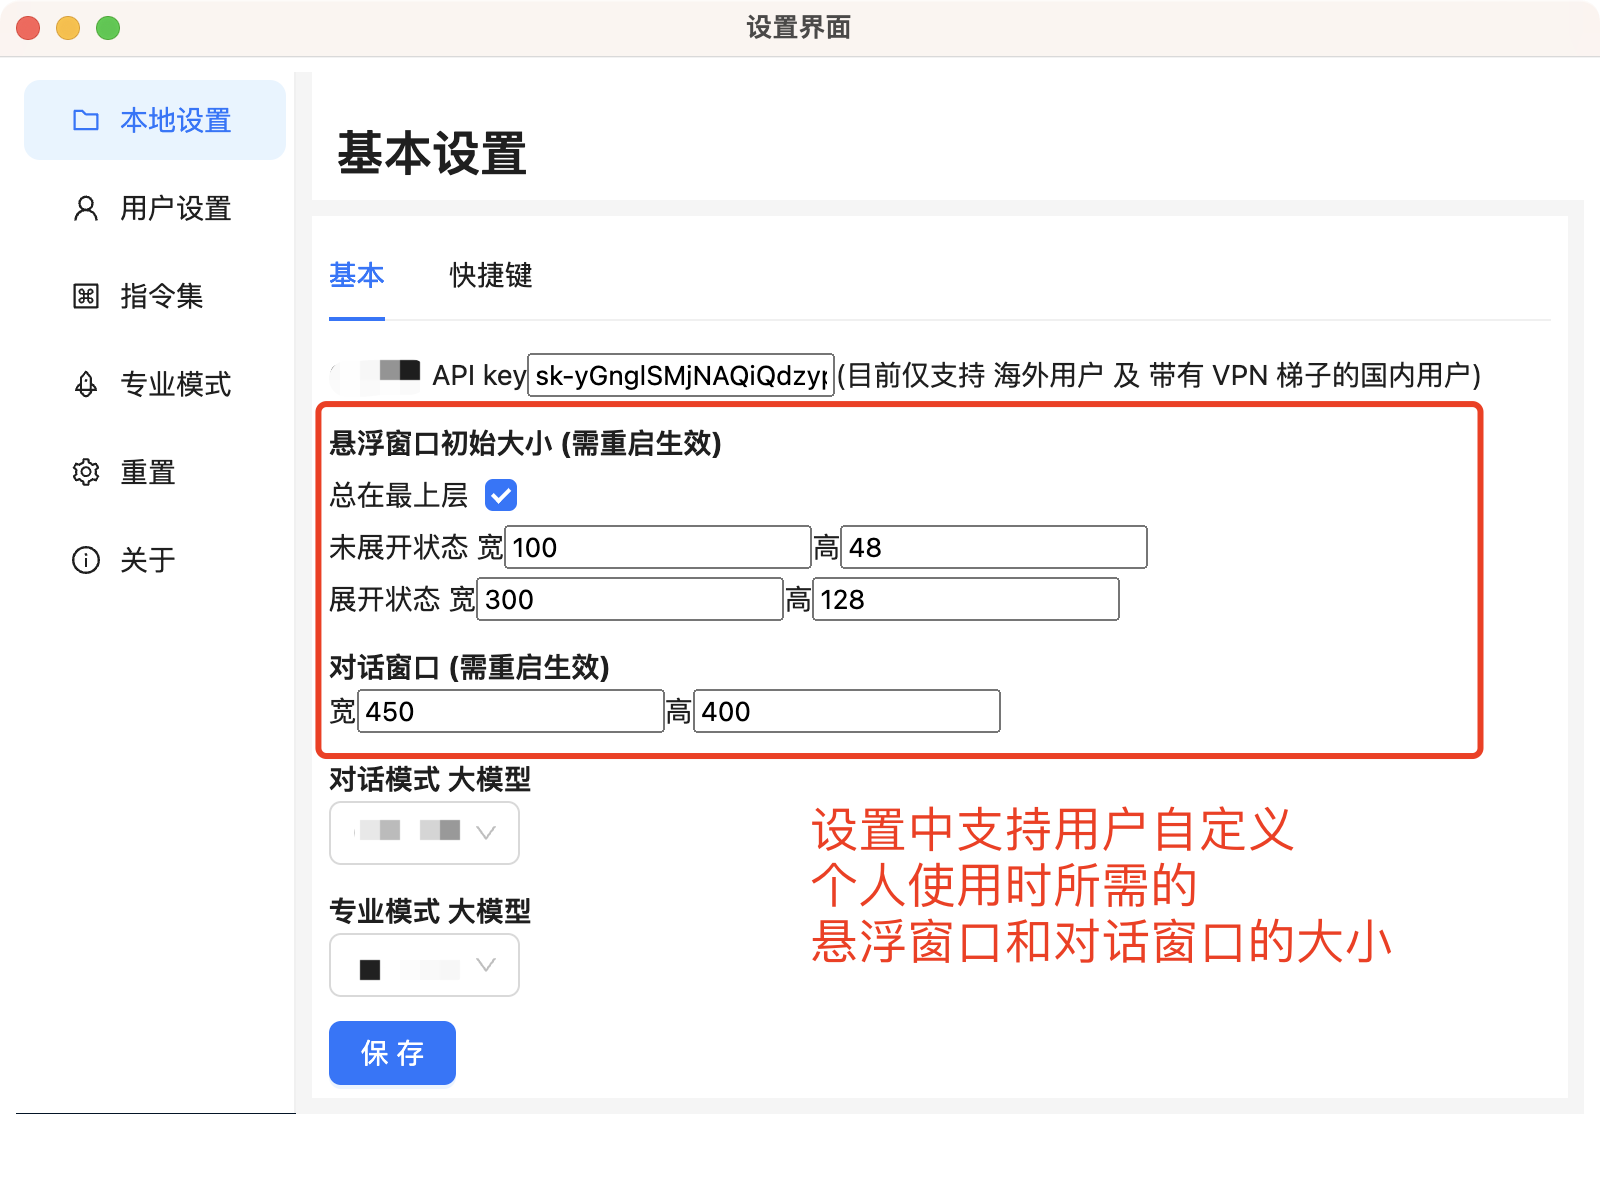 设置界面
本地设置
用户设置
指令集
专业模式
重置
关于
基本设置
基本 快捷键
API key sk-yGnglSMjNAQiQdzyp (目前仅支持 海外用户 及 带有 VPN 梯子的国内用户)
悬浮窗口初始大小 (需重启生效)
总在最上层
未展开状态 宽 100 高 48
展开状态 宽 300 高 128
对话窗口 (需重启生效)
宽 450 高 400
对话模式 大模型
专业模式 大模型
保 存
设置中支持用户自定义
个人使用时所需的
悬浮窗口和对话窗口的大小